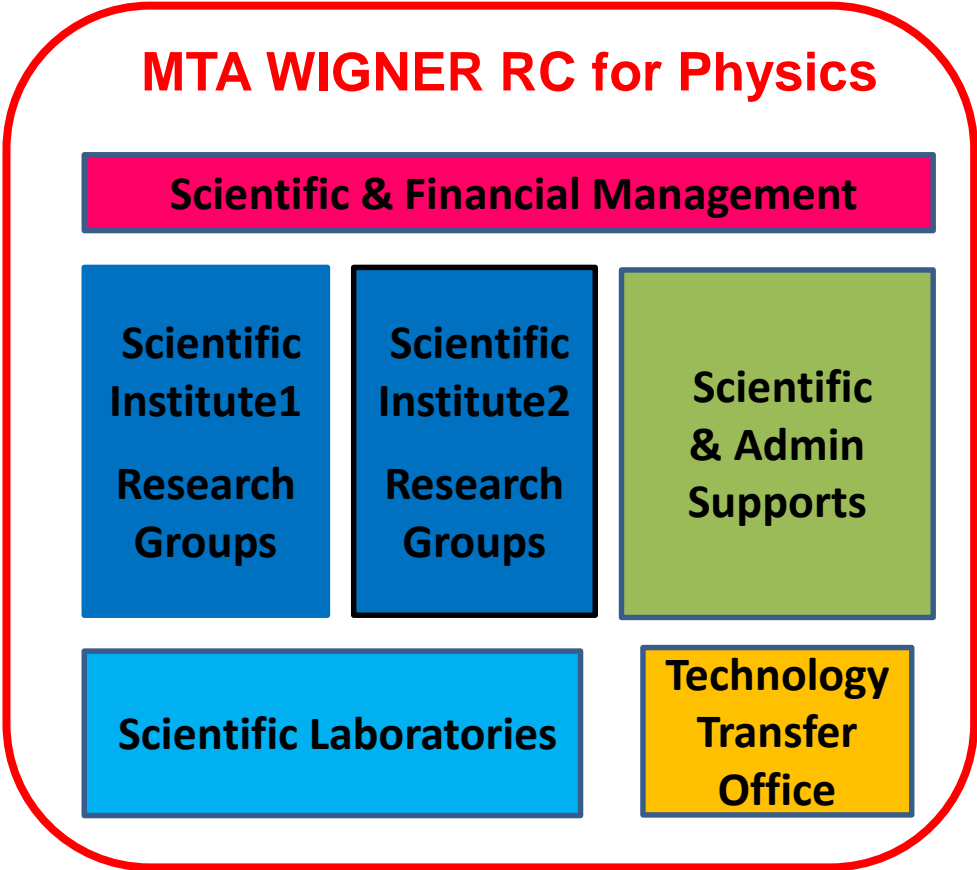 MTA WIGNER RC for Physics
Scientific & Financial Management
Scientific
Institute1
Research
Groups
Scientific
Institute2
Research
Groups
Scientific
& Admin
Supports
Scientific Laboratories
Technology
Transfer
Office